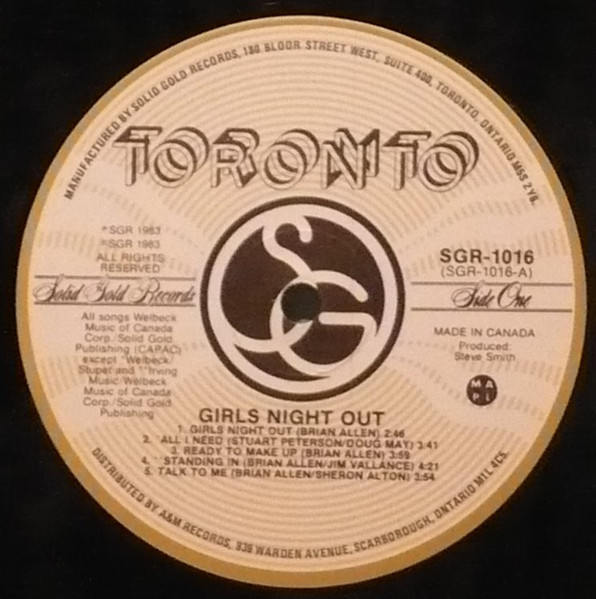 MANUFACTURED BY SOLID GOLD RECORDS, 180 BLOOR STREET WEST, SUITE 400, TORONTO, ONTARIO M5S 2V6.
TORONTO
℗SGR 1983
©SGR 1983
ALL RIGHTS
RESERVED
Solid Gold Records
All songs Welbeck
Music of Canada
Corp./Solid Gold
Publishing (CAPAC)
except *Welbeck/
Stupet and **Irving
Music/Welbeck
Music of Canada
Corp./Solid Gold
Publishing
SG
SGR-1016
(SGR-1016-A)
Side One
MADE IN CANADA
Produced:
Steve Smith
M A
P L
GIRLS NIGHT OUT
1. GIRLS NIGHT OUT (BRIAN ALLEN) 2:46
2. *ALL I NEED (STUART PETERSON/DOUG MAY) 3:41
3. READY TO MAKE UP (BRIAN ALLEN) 3:59
4. **STANDING IN (BRIAN ALLEN/JIM VALLANCE) 4:21
5. TALK TO ME (BRIAN ALLEN/SHERON ALTON) 3:54
DISTRIBUTED BY A&M RECORDS, 939 WARDEN AVENUE, SCARBOROUGH, ONTARIO M1L 4C5.